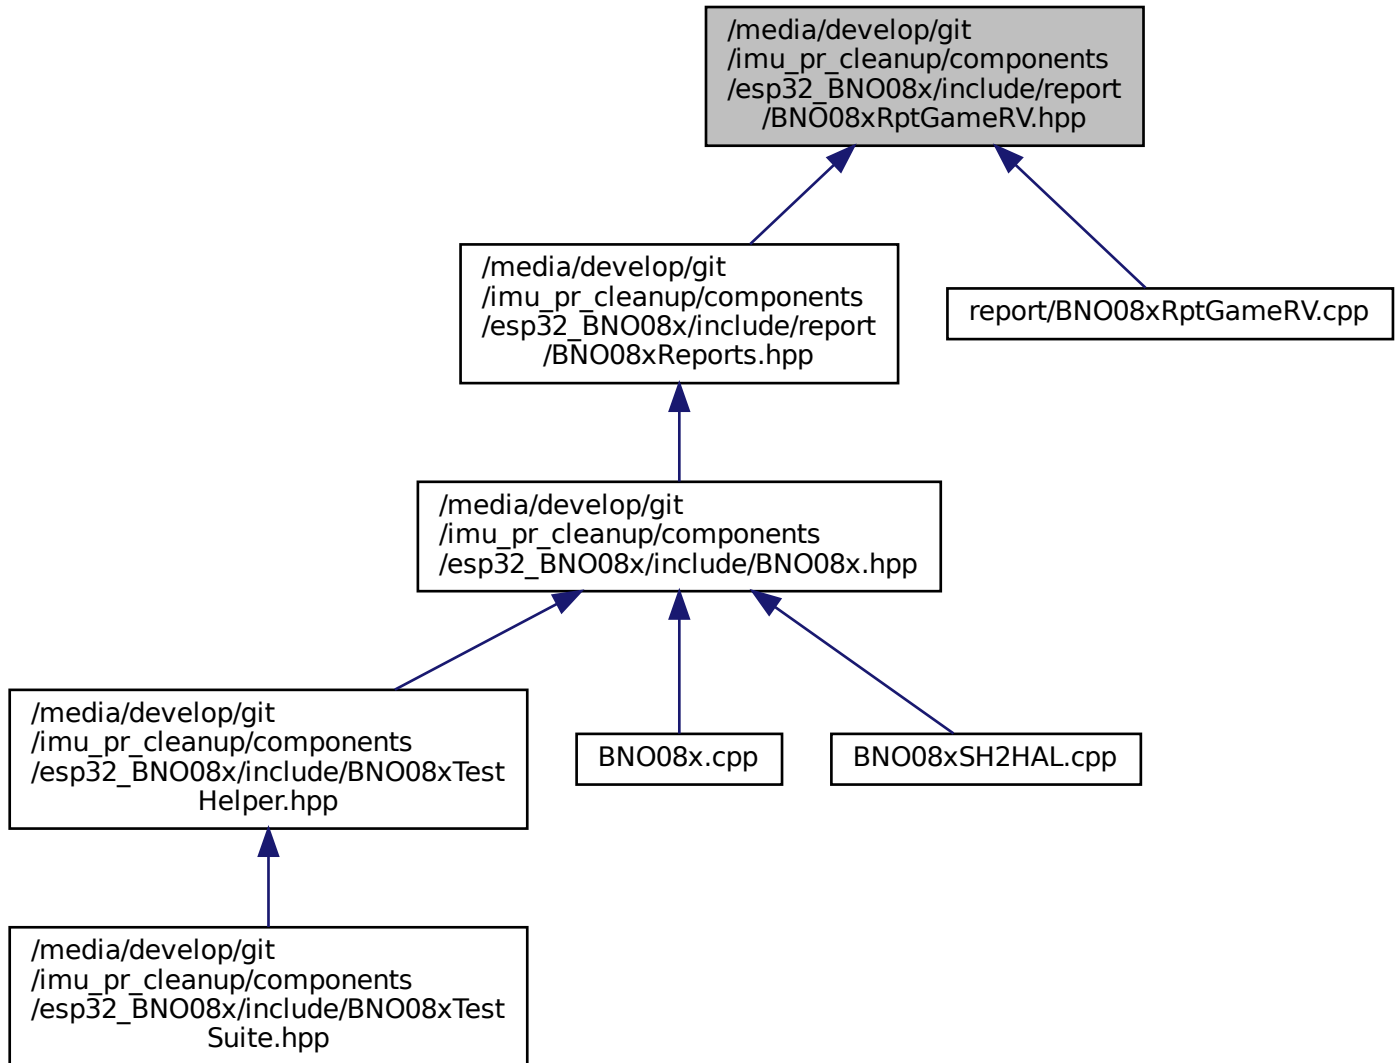 /media/develop/git
/imu_pr_cleanup/components
/esp32_BNO08x/include/report
/BNO08xRptGameRV.hpp
/media/develop/git
/imu_pr_cleanup/components
/esp32_BNO08x/include/report
/BNO08xReports.hpp
report/BNO08xRptGameRV.cpp
/media/develop/git
/imu_pr_cleanup/components
/esp32_BNO08x/include/BNO08x.hpp
/media/develop/git
/imu_pr_cleanup/components
/esp32_BNO08x/include/BNO08xTest
Helper.hpp
BNO08x.cpp
BNO08xSH2HAL.cpp
/media/develop/git
/imu_pr_cleanup/components
/esp32_BNO08x/include/BNO08xTest
Suite.hpp